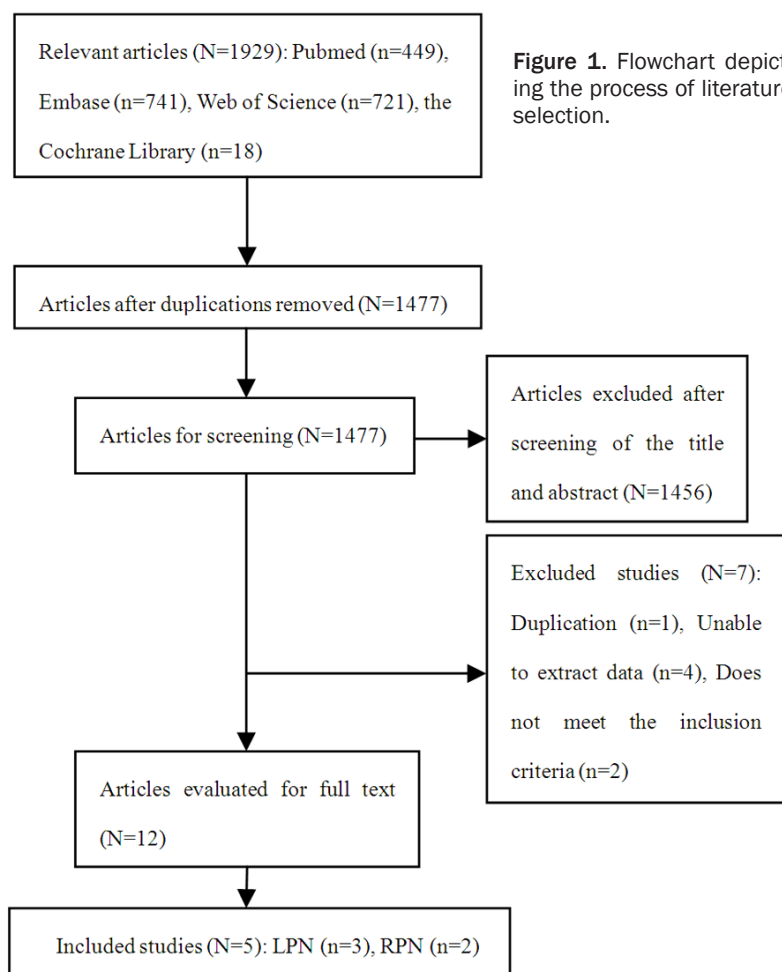 Relevant articles (N=1929): Pubmed (n=449),
Embase (n=741), Web of Science (n=721), the
Cochrane Library (n=18)
Figure 1. Flowchart depict-
ing the process of literature
selection.
Articles after duplications removed (N=1477)
Articles for screening (N=1477)
Articles excluded after
screening of the title
and abstract (N=1456)
Excluded studies (N=7):
Duplication (n=1), Unable
to extract data (n=4), Does
not meet the inclusion
criteria (n=2)
Articles evaluated for full text
(N=12)
Included studies (N=5): LPN (n=3), RPN (n=2)